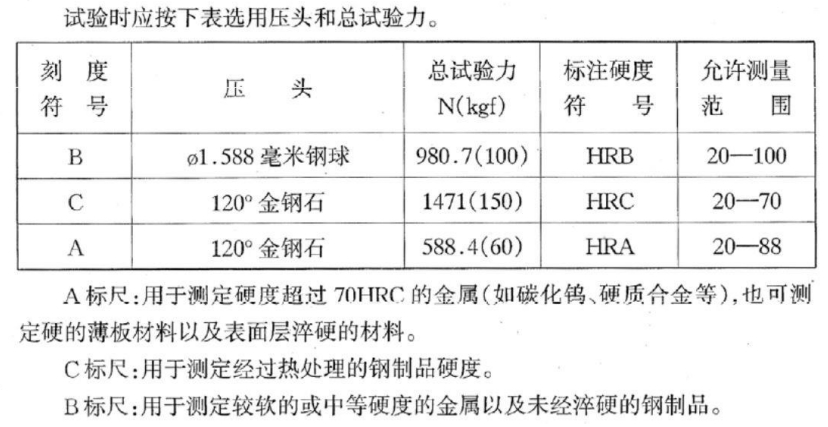 试验时应按下表选用压头和总试验力。
刻度符号 压头 总试验力 N(kgf) 标注硬度符号 允许测量范围
B ø1.588 毫米钢球 980.7(100) HRB 20—100
C 120° 金钢石 1471(150) HRC 20—70
A 120° 金钢石 588.4(60) HRA 20—88
A 标尺:用于测定硬度超过 70HRC 的金属(如碳化钨、硬质合金等),也可测
定硬的薄板材料以及表面层淬硬的材料。
C 标尺:用于测定经过热处理的钢制品硬度。
B 标尺:用于测定较软的或中等硬度的金属以及未经淬硬的钢制品。